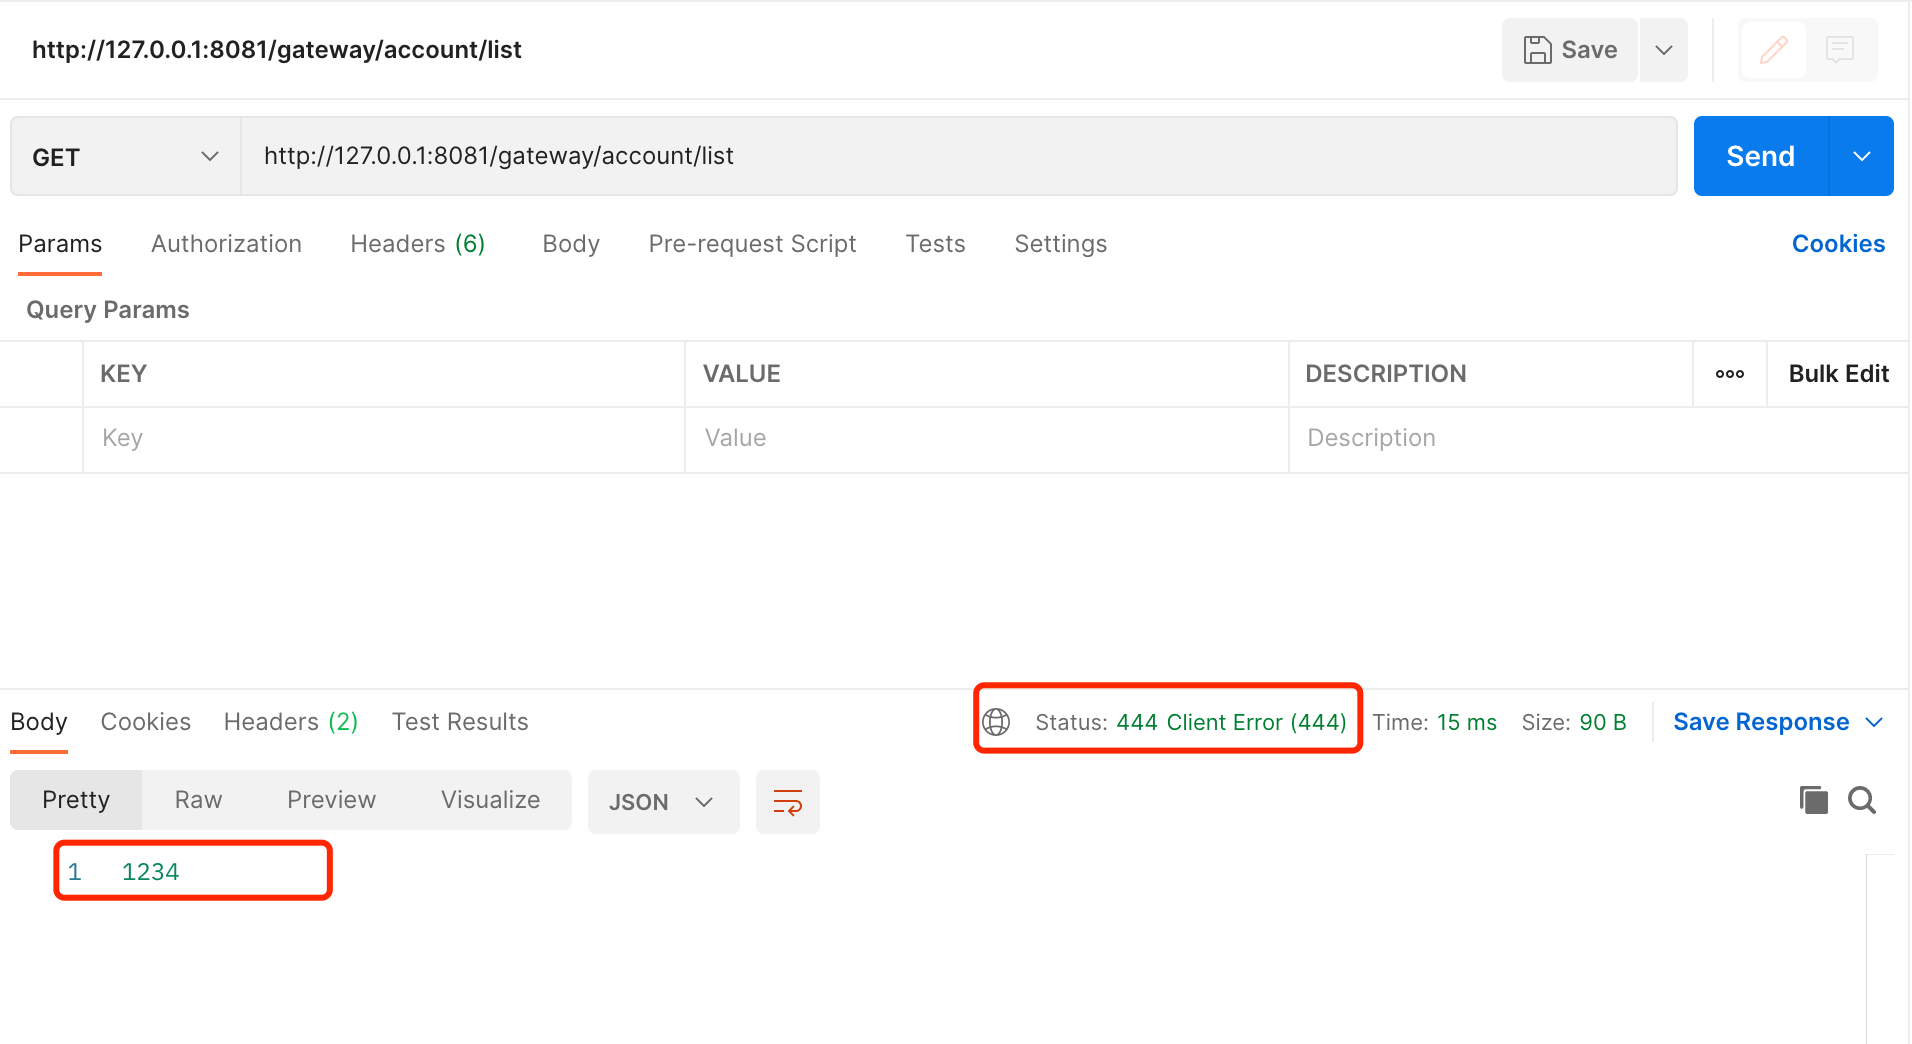 http://127.0.0.1:8081/gateway/account/list
Save
GET http://127.0.0.1:8081/gateway/account/list Send
Params Authorization Headers (6) Body Pre-request Script Tests Settings Cookies
Query Params
KEY VALUE DESCRIPTION Bulk Edit
Key Value Description
Body Cookies Headers (2) Test Results Status: 444 Client Error (444) Time: 15 ms Size: 90 B Save Response
Pretty Raw Preview Visualize JSON
1 1234